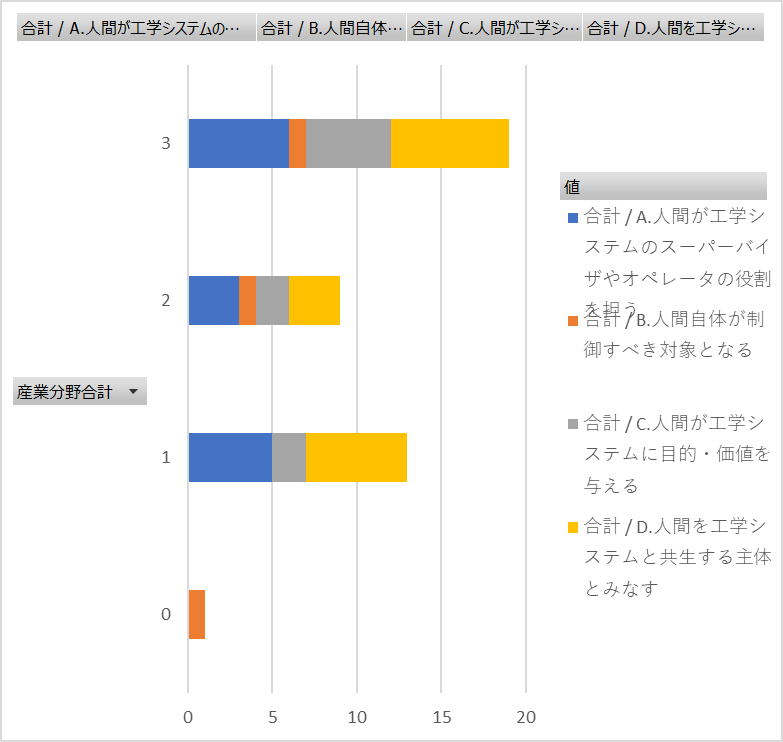 合計 / A.人間が工学システムの… 合計 / B.人間自体… 合計 / C.人間が工学シ… 合計 / D.人間を工学シ…
3
2
1
0
産業分野合計
0 5 10 15 20
値
合計 / A.人間が工学シ
ステムのスーパーバイ
ザやオペレータの役割
を担う
合計 / B.人間自体が制
御すべき対象となる
合計 / C.人間が工学シ
ステムに目的・価値を
与える
合計 / D.人間を工学シ
ステムと共生する主体
とみなす